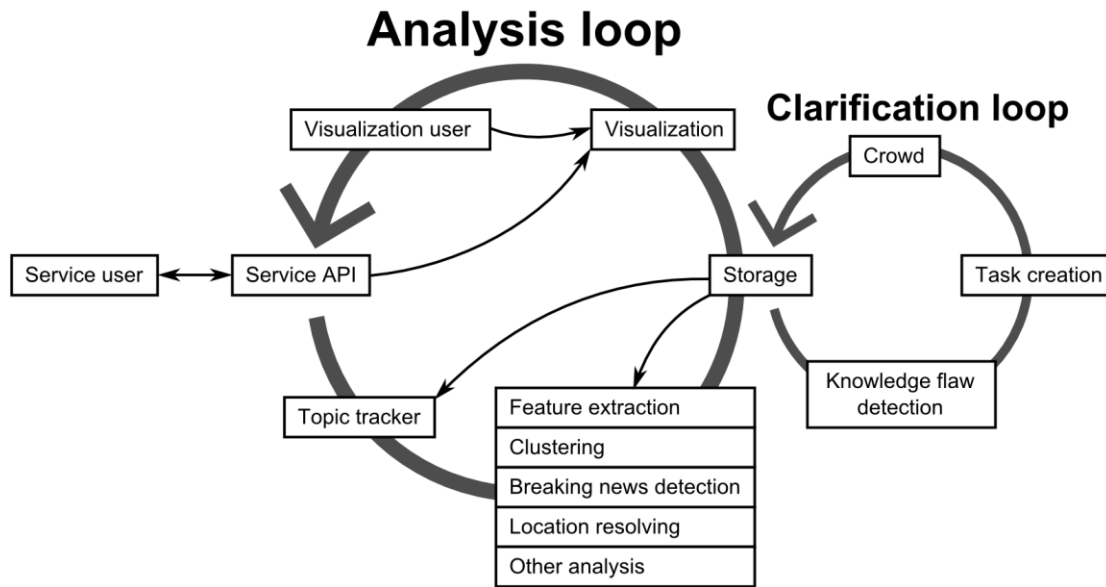 Analysis loop
Clarification loop
Visualization user
Visualization
Crowd
Service user
Service API
Storage
Task creation
Topic tracker
Feature extraction
Clustering
Breaking news detection
Location resolving
Other analysis
Knowledge flaw
detection